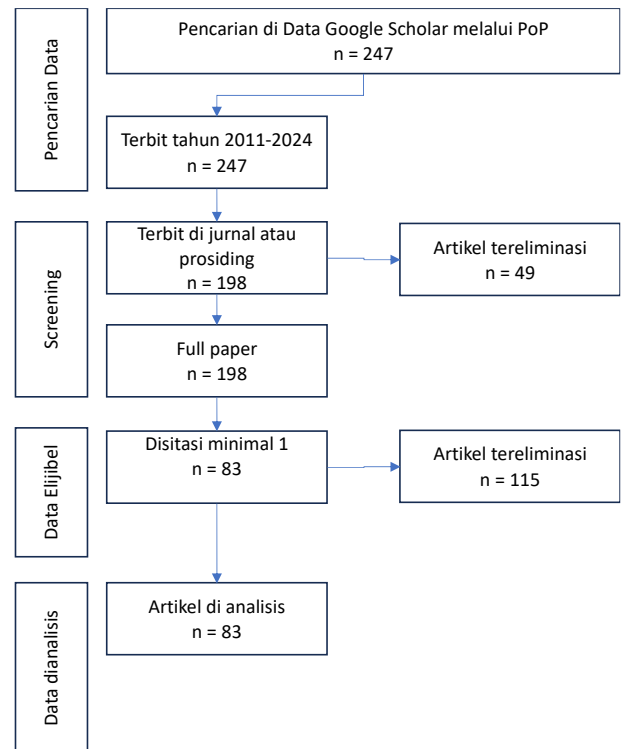 Pencarian Data
Pencarian di Data Google Scholar melalui PoP
n = 247
Terbit tahun 2011-2024
n = 247
Screening
Terbit di jurnal atau
prosiding
n = 198
Artikel tereliminasi
n = 49
Full paper
n = 198
Data Elijibel
Disitasi minimal 1
n = 83
Artikel tereliminasi
n = 115
Data dianalisis
Artikel di analisis
n = 83